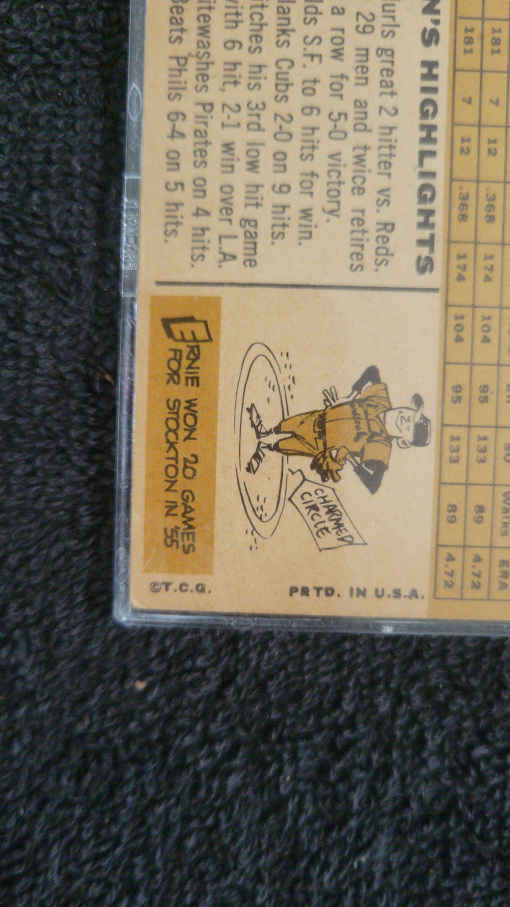 Walks ERA
181 7 12 .368 174 104 95 133 89 4.72
181 7 12 .368 174 104 95 133 89 4.72
N'S HIGHLIGHTS
urls great 2 hitter vs. Reds.
29 men and twice retires
a row for 5-0 victory.
lds S.F. to 6 hits for win.
lanks Cubs 2-0 on 9 hits.
itches his 3rd low hit game
with 6 hit, 2-1 win over L.A.
itewashes Pirates on 4 hits.
Beats Phils 6-4 on 5 hits.
CHARMED
CIRCLE
ERNIE WON 20 GAMES
FOR STOCKTON IN '55
PRTD. IN U.S.A.
©T.C.G.